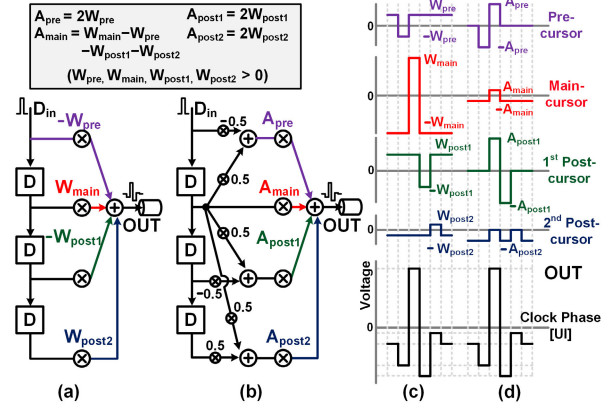 A_pre = 2W_pre
A_post1 = 2W_post1
A_main = W_main−W_pre
−W_post1−W_post2
A_post2 = 2W_post2
(W_pre, W_main, W_post1, W_post2 > 0)
D_in
−W_pre
D
W_main
OUT
D
−W_post1
D
W_post2
(a)
D_in
−0.5
A_pre
0.5
D
A_main
OUT
0.5
D
A_post1
0.5
−0.5
0.5
D
0.5
A_post2
(b)
W_pre
0
−W_pre
A_pre
−A_pre
Pre-
cursor
W_main
0
−W_main
A_main
−A_main
Main-
cursor
W_post1
0
−W_post1
A_post1
−A_post1
1st Post-
cursor
W_post2
0
−W_post2
−A_post2
2nd Post-
cursor
Voltage
0
OUT
Clock Phase
[UI]
(c)
(d)